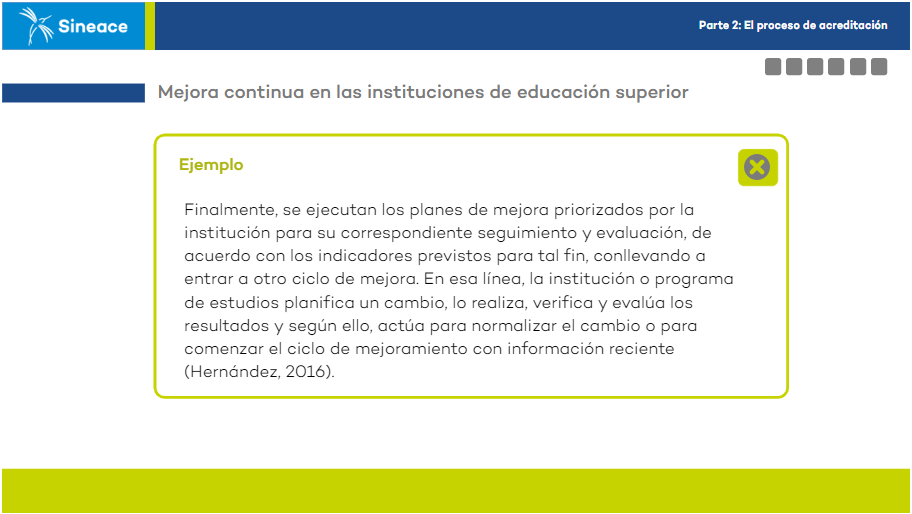 Sineace
Parte 2: El proceso de acreditación
Mejora continua en las instituciones de educación superior
Ejemplo
Finalmente, se ejecutan los planes de mejora priorizados por la
institución para su correspondiente seguimiento y evaluación, de
acuerdo con los indicadores previstos para tal fin, conllevando a
entrar a otro ciclo de mejora. En esa línea, la institución o programa
de estudios planifica un cambio, lo realiza, verifica y evalúa los
resultados y según ello, actúa para normalizar el cambio o para
comenzar el ciclo de mejoramiento con información reciente
(Hernández, 2016).